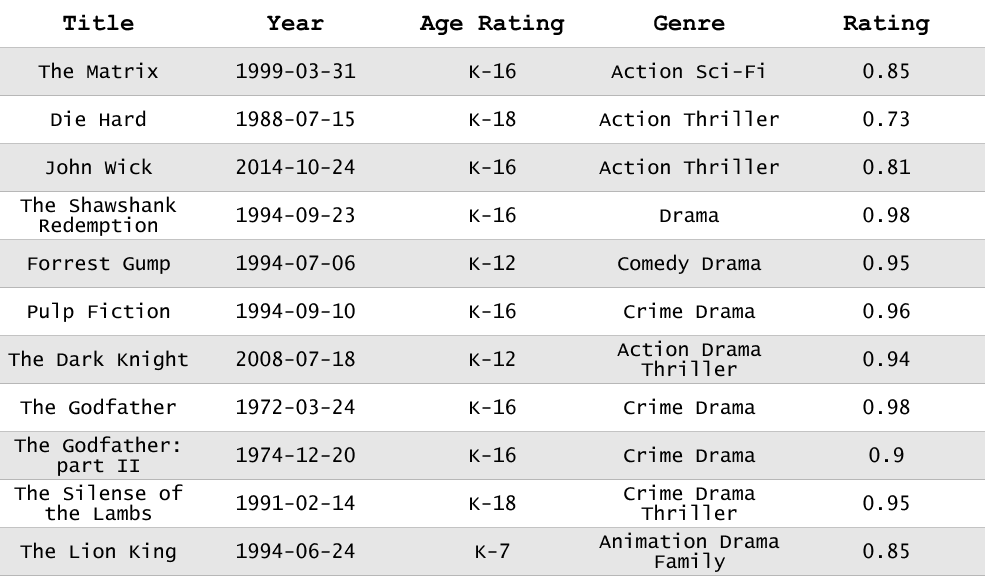 Title Year Age Rating Genre Rating
The Matrix 1999-03-31 K-16 Action Sci-Fi 0.85
Die Hard 1988-07-15 K-18 Action Thriller 0.73
John Wick 2014-10-24 K-16 Action Thriller 0.81
The Shawshank
Redemption 1994-09-23 K-16 Drama 0.98
Forrest Gump 1994-07-06 K-12 Comedy Drama 0.95
Pulp Fiction 1994-09-10 K-16 Crime Drama 0.96
The Dark Knight 2008-07-18 K-12 Action Drama
Thriller 0.94
The Godfather 1972-03-24 K-16 Crime Drama 0.98
The Godfather:
part II 1974-12-20 K-16 Crime Drama 0.9
The Silense of
the Lambs 1991-02-14 K-18 Crime Drama
Thriller 0.95
The Lion King 1994-06-24 K-7 Animation Drama
Family 0.85